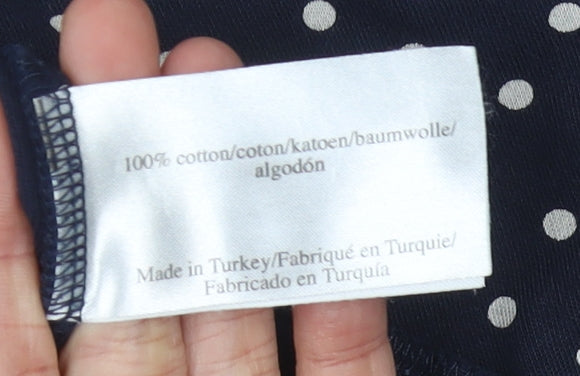 100% cotton/coton/katoen/baumwolle/
algodón
Made in Turkey/Fabriqué en Turquie/
Fabricado en Turquía